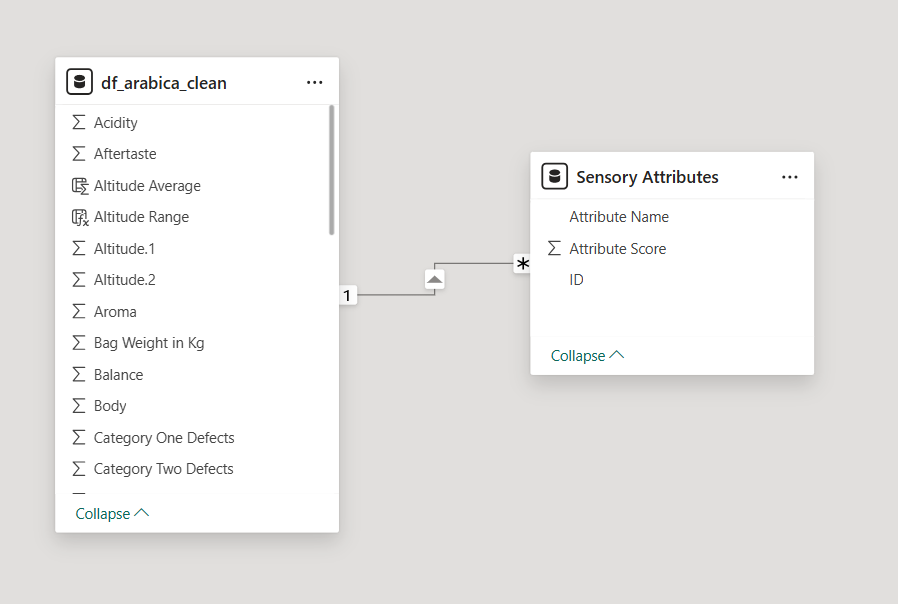 df_arabica_clean
Acidity
Aftertaste
Altitude Average
Altitude Range
Altitude.1
Altitude.2
Aroma
Bag Weight in Kg
Balance
Body
Category One Defects
Category Two Defects
Collapse
1
*
Sensory Attributes
Attribute Name
Attribute Score
ID
Collapse